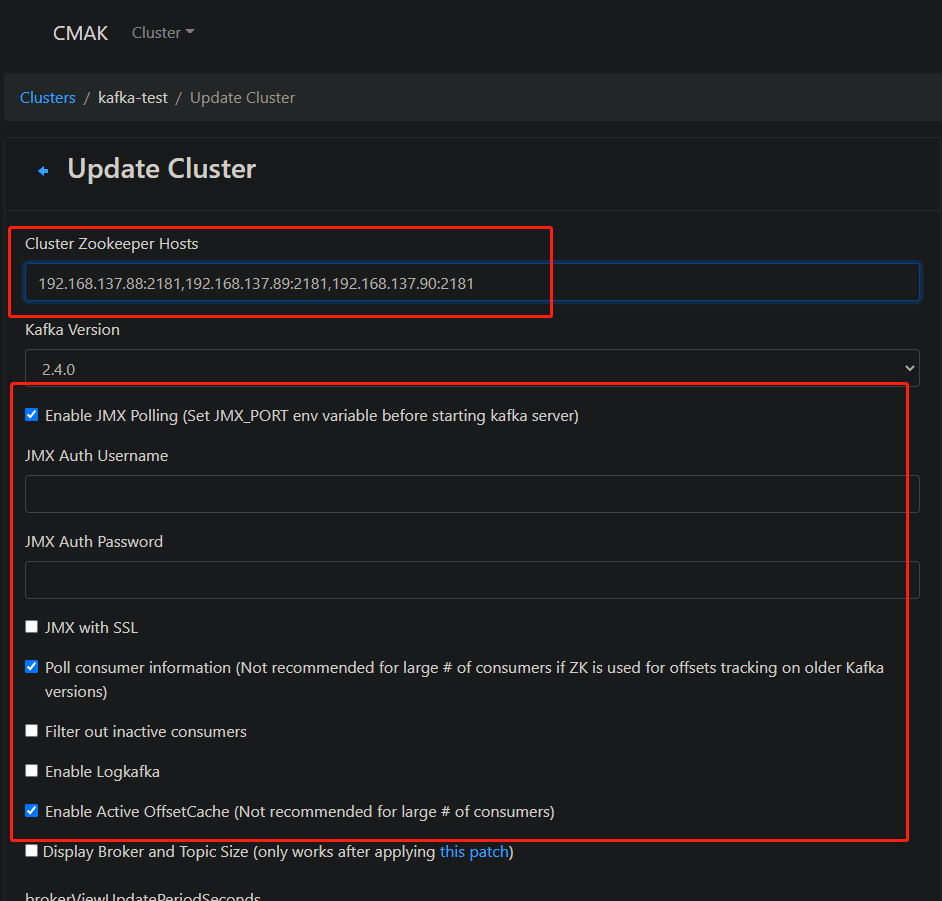 CMAK Cluster
Clusters / kafka-test / Update Cluster
Update Cluster
Cluster Zookeeper Hosts
192.168.137.88:2181,192.168.137.89:2181,192.168.137.90:2181
Kafka Version
2.4.0
Enable JMX Polling (Set JMX_PORT env variable before starting kafka server)
JMX Auth Username
JMX Auth Password
JMX with SSL
Poll consumer information (Not recommended for large # of consumers if ZK is used for offsets tracking on older Kafka
versions)
Filter out inactive consumers
Enable Logkafka
Enable Active OffsetCache (Not recommended for large # of consumers)
Display Broker and Topic Size (only works after applying this patch)
brokerViewUpdatePeriodSeconds